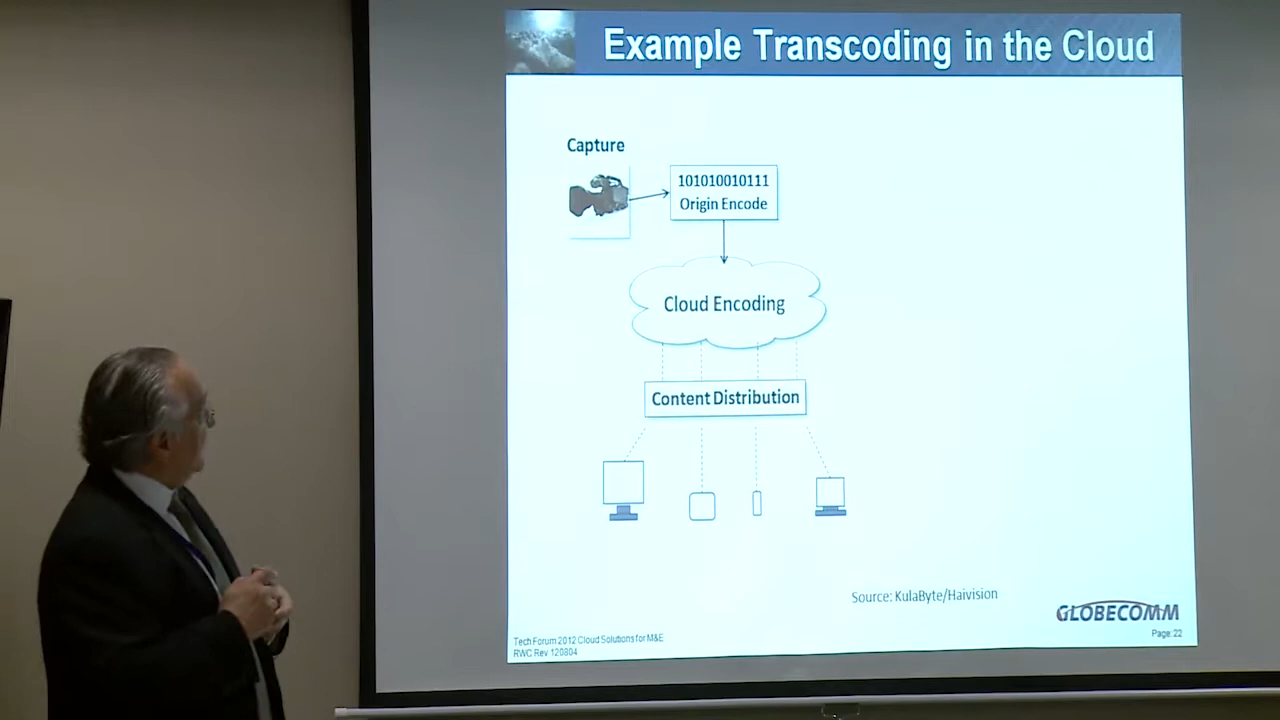 Example Transcoding in the Cloud
Capture
101010010111
Origin Encode
Cloud Encoding
Content Distribution
Source: KulaByte/Haivision
GLOBECOMM
Page: 22
Tech Forum 2012 Cloud Solutions for M&E
RWC Rev 120804